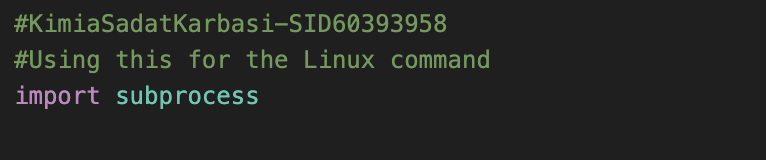 #KimiaSadatKarbasi-SID60393958
#Using this for the Linux command
import subprocess